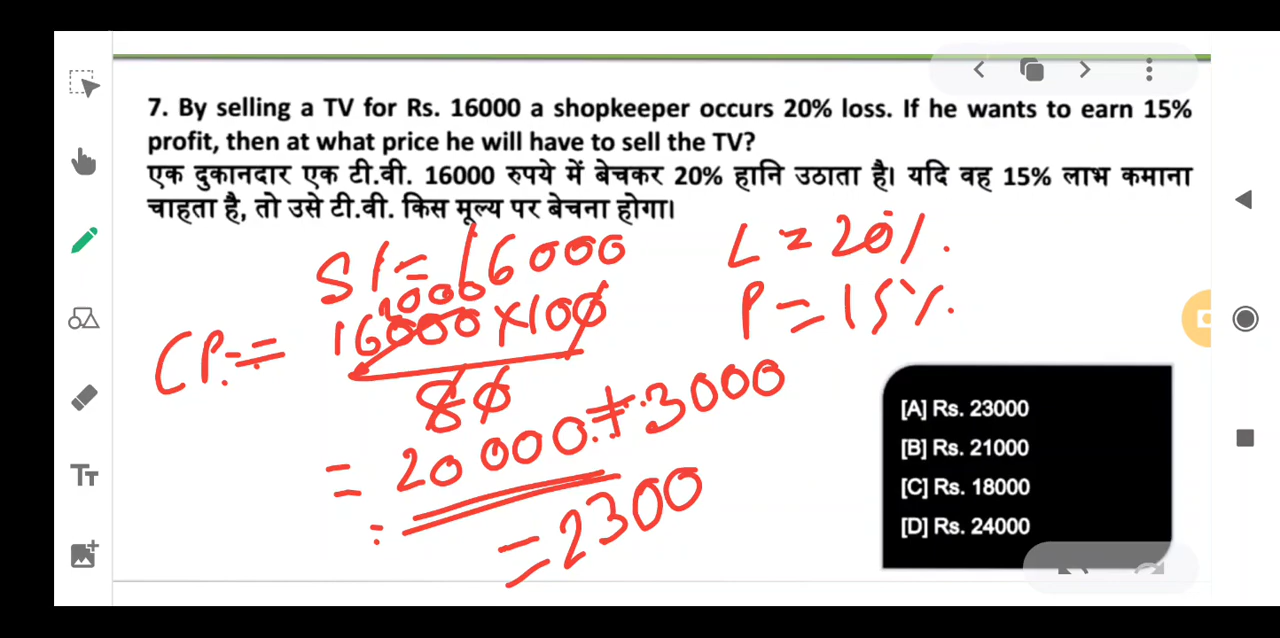 7. By selling a TV for Rs. 16000 a shopkeeper occurs 20% loss. If he wants to earn 15%
profit, then at what price he will have to sell the TV?
एक दुकानदार एक टी.वी. 16000 रुपये में बेचकर 20% हानि उठाता है। यदि वह 15% लाभ कमाना
चाहता है, तो उसे टी.वी. किस मूल्य पर बेचना होगा।
SP = 16000
L = 20%.
P = 15%.
2000
CP. = 16000 × 100
80
= 20000 + 3000
= 2300
[A] Rs. 23000
[B] Rs. 21000
[C] Rs. 18000
[D] Rs. 24000
TT